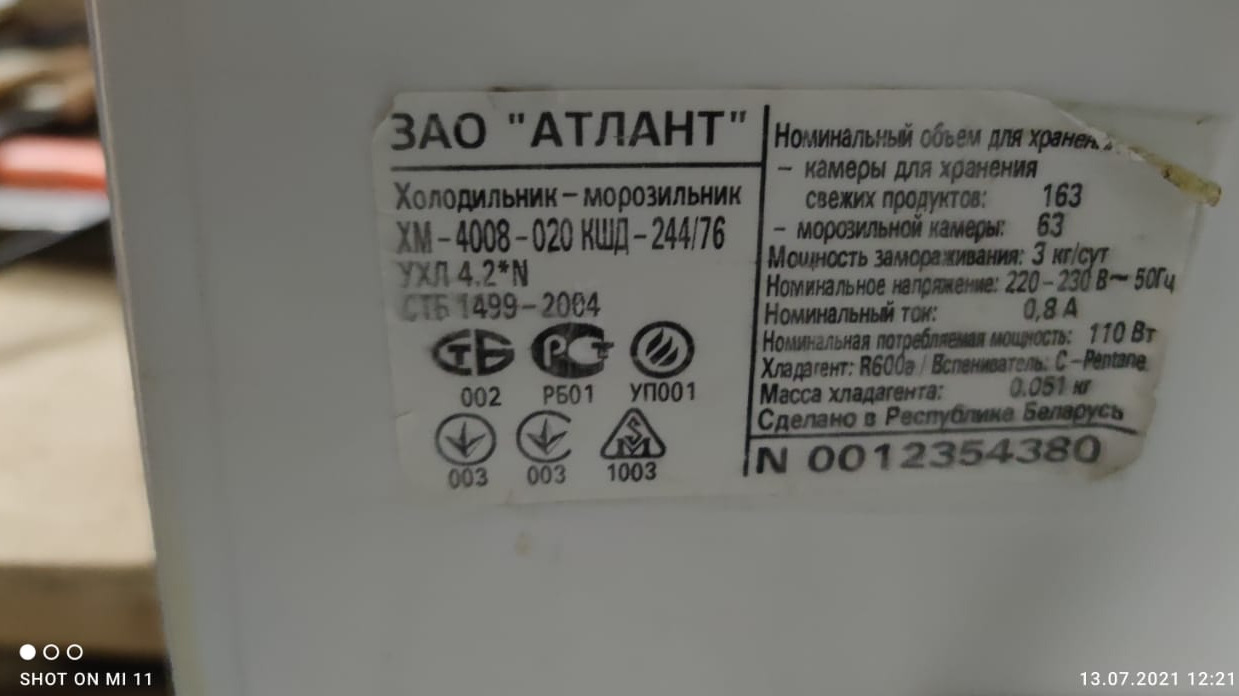 ЗАО "АТЛАНТ"
Холодильник – морозильник
ХМ – 4008 – 020 КШД – 244/76
УХЛ 4.2*N
СТБ 1499–2004
СТБ
РСТ
002
РБ01
УП001
003
003
1003
Номинальный объем для
– камеры для хранения
свежих продуктов: 163
– морозильной камеры: 63
Мощность замораживания: 3 кг/сут
Номинальное напряжение: 220 – 230 В~ 50Гц
Номинальный ток: 0,8 А
Номинальная потребляемая мощность: 110 Вт
Хладагент: R600a / Вспениватель: C –Pentane
Масса хладагента: 0.051 кг
Сделано в Республике Беларусь
N 0012354380
SHOT ON MI 11
13.07.2021 12:21